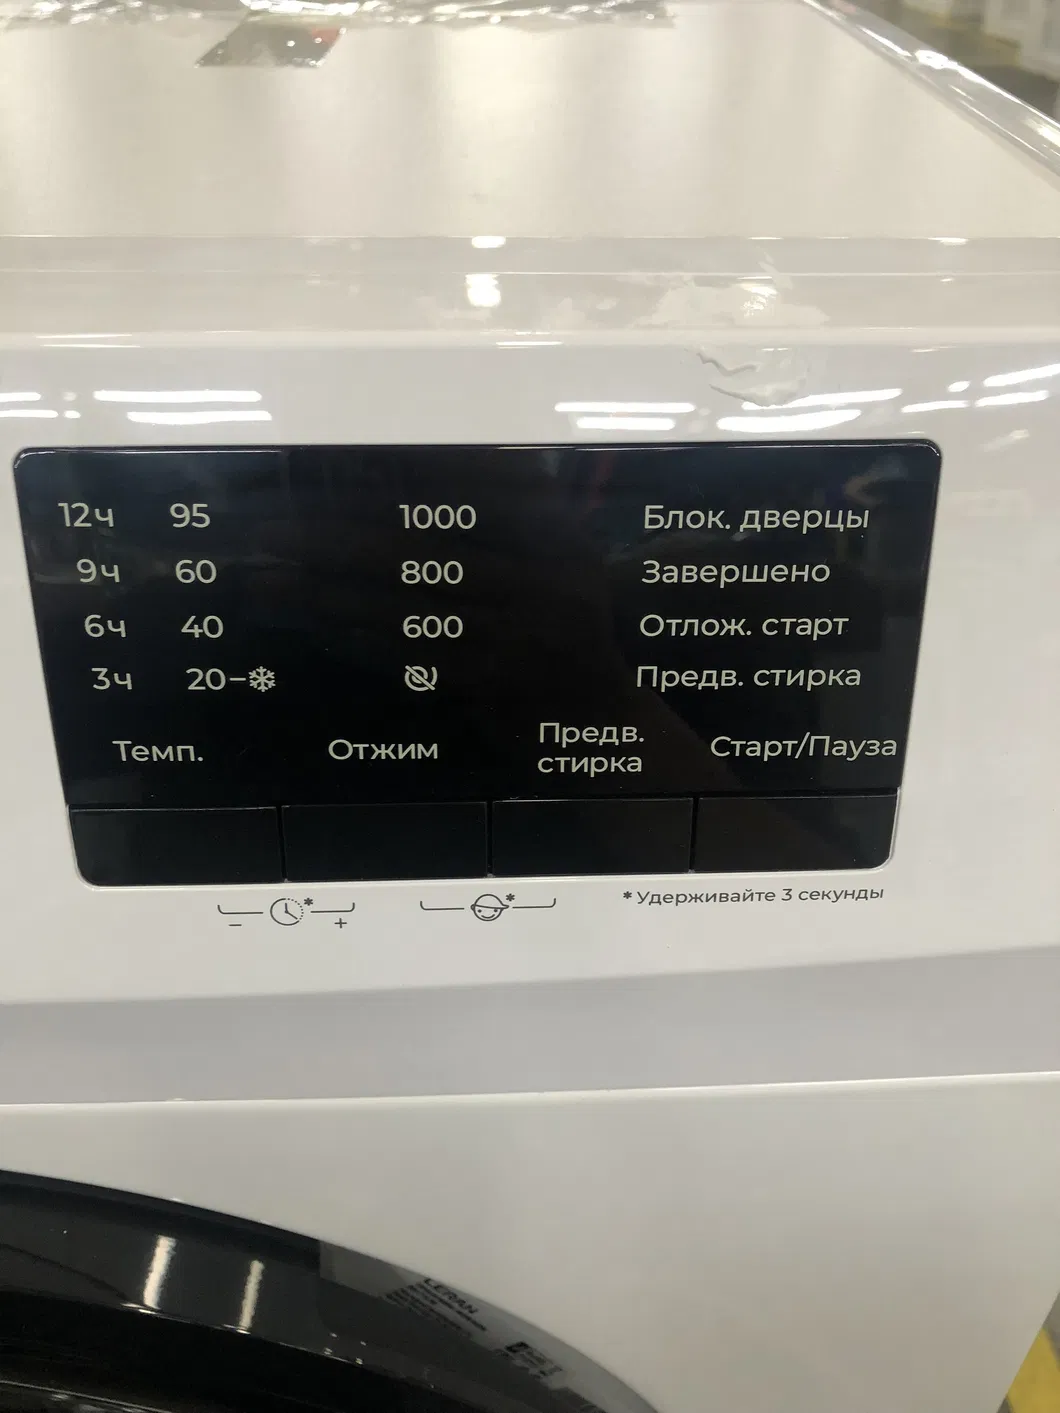 12ч 95 1000 Блок. дверцы
9ч 60 800 Завершено
6ч 40 600 Отлож. старт
3ч 20– Предв. стирка
Темп. Отжим Предв. стирка Старт/Пауза
* * * Удерживайте 3 секунды
– +
LERAN